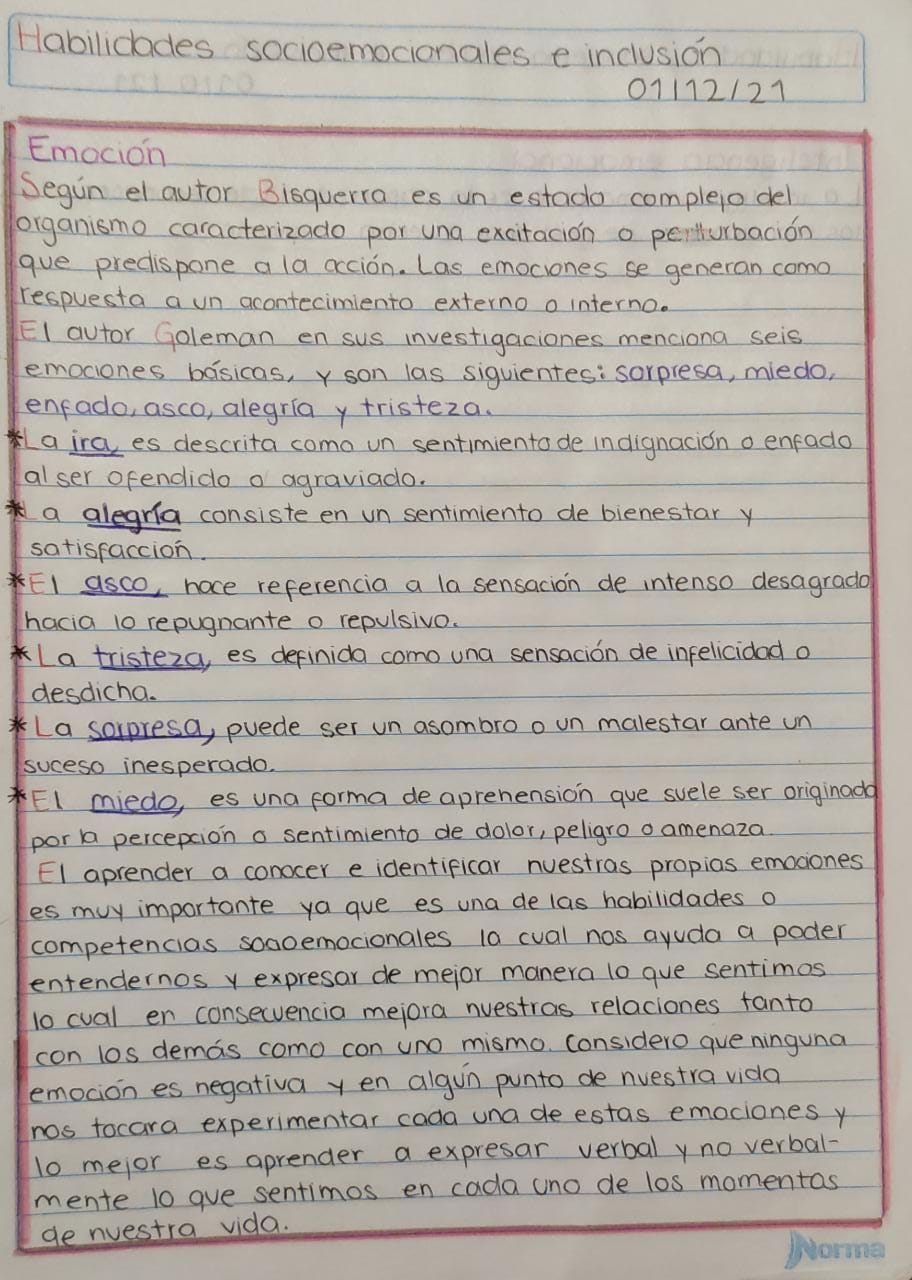 Habilidades socioemocionales e inclusión
01/12/21
Emoción
Según el autor Bisquerra es un estado complejo del
organismo caracterizado por una excitación o perturbación
que predispone a la acción. Las emociones se generan como
respuesta a un acontecimiento externo o interno.
El autor Goleman en sus investigaciones menciona seis
emociones básicas, y son las siguientes: sorpresa, miedo,
enfado, asco, alegría y tristeza.
*La ira, es descrita como un sentimiento de indignación o enfado
al ser ofendido o agraviado.
*La alegría consiste en un sentimiento de bienestar y
satisfacción.
*El asco, hace referencia a la sensación de intenso desagrado
hacia lo repugnante o repulsivo.
*La tristeza, es definida como una sensación de infelicidad o
desdicha.
*La sorpresa, puede ser un asombro o un malestar ante un
suceso inesperado.
*El miedo, es una forma de aprehensión que suele ser originado
por la percepción o sentimiento de dolor, peligro o amenaza.
El aprender a conocer e identificar nuestras propias emociones
es muy importante ya que es una de las habilidades o
competencias socioemocionales la cual nos ayuda a poder
entendernos y expresar de mejor manera lo que sentimos
lo cual en consecuencia mejora nuestras relaciones tanto
con los demás como con uno mismo. Considero que ninguna
emoción es negativa y en algún punto de nuestra vida
nos tocara experimentar cada una de estas emociones y
lo mejor es aprender a expresar verbal y no verbal-
mente lo que sentimos en cada uno de los momentos
de nuestra vida.
Norma